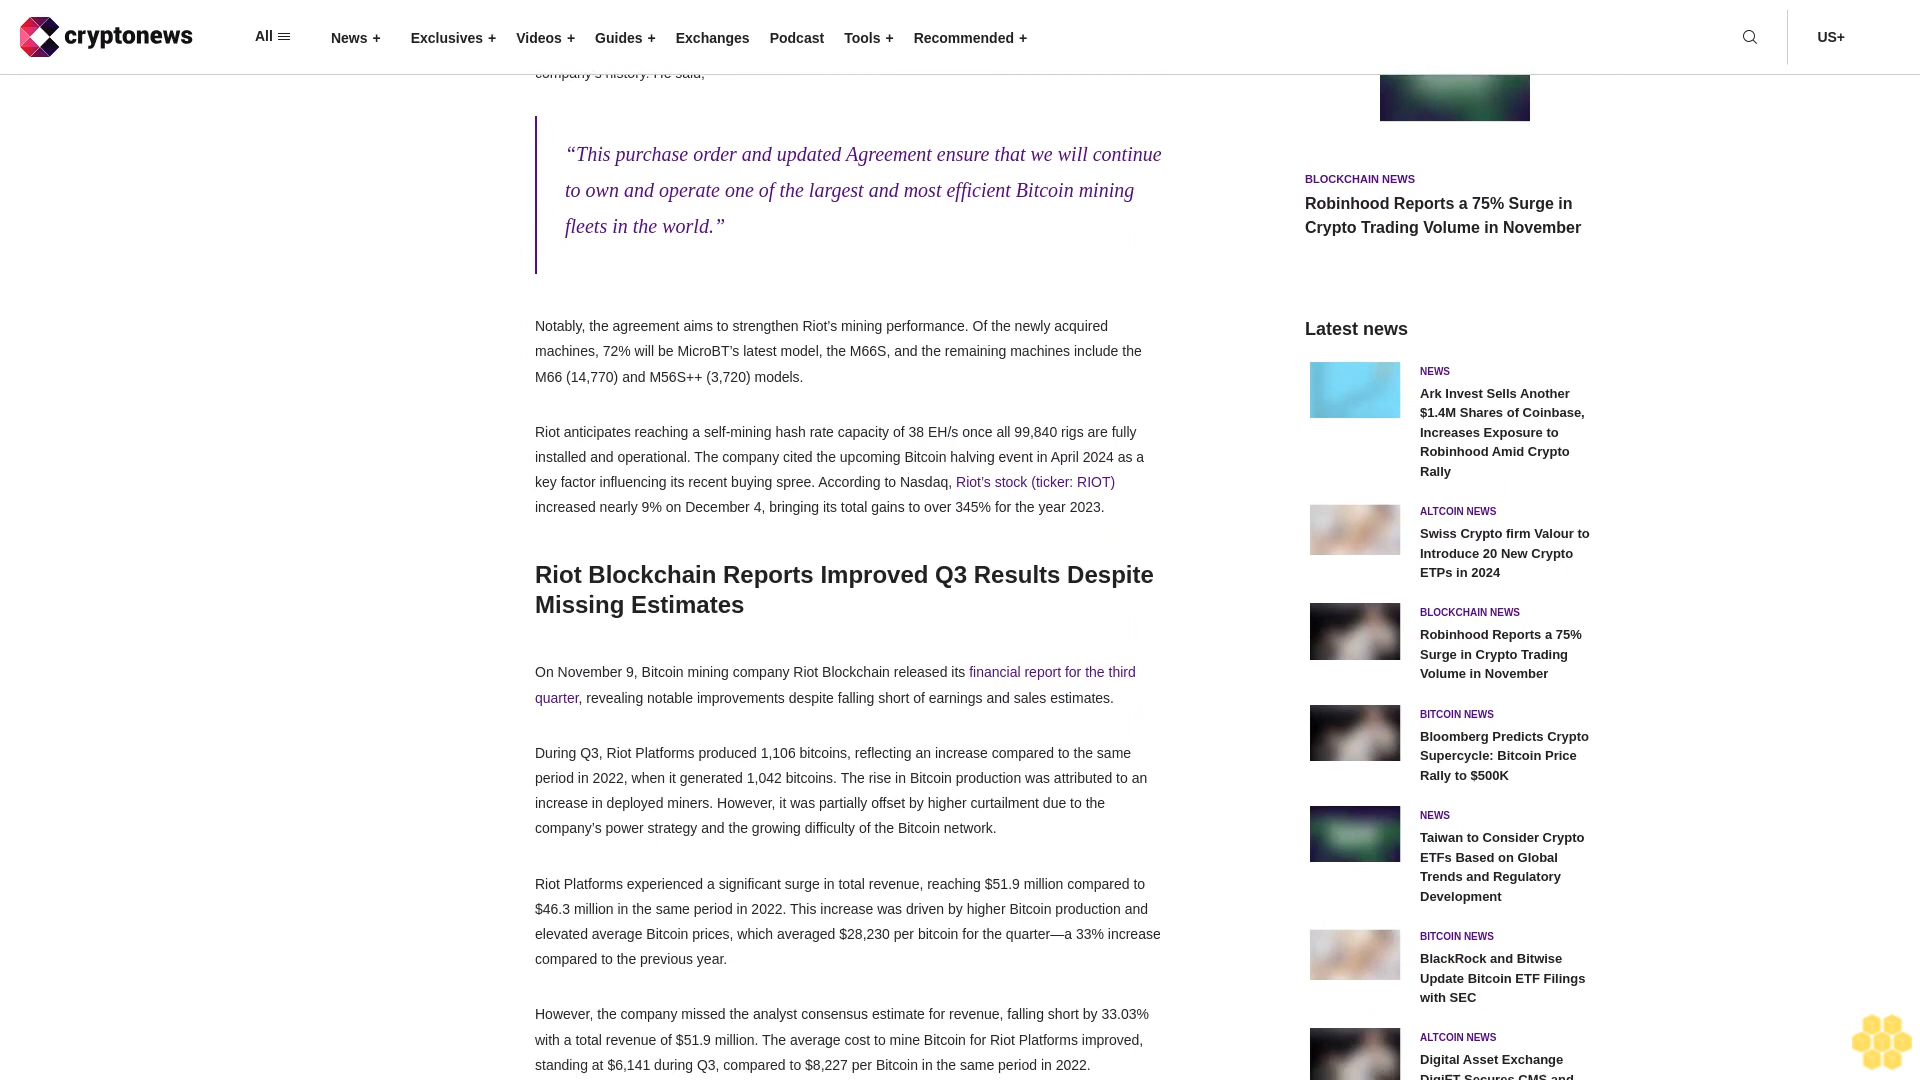 cryptonews
All
News +
Exclusives +
Videos +
Guides +
Exchanges
Podcast
Tools +
Recommended +
US+
company’s history. He said,
“This purchase order and updated Agreement ensure that we will continue
to own and operate one of the largest and most efficient Bitcoin mining
fleets in the world.”
Notably, the agreement aims to strengthen Riot’s mining performance. Of the newly acquired
machines, 72% will be MicroBT’s latest model, the M66S, and the remaining machines include the
M66 (14,770) and M56S++ (3,720) models.
Riot anticipates reaching a self-mining hash rate capacity of 38 EH/s once all 99,840 rigs are fully
installed and operational. The company cited the upcoming Bitcoin halving event in April 2024 as a
key factor influencing its recent buying spree. According to Nasdaq, Riot’s stock (ticker: RIOT)
increased nearly 9% on December 4, bringing its total gains to over 345% for the year 2023.
Riot Blockchain Reports Improved Q3 Results Despite
Missing Estimates
On November 9, Bitcoin mining company Riot Blockchain released its financial report for the third
quarter, revealing notable improvements despite falling short of earnings and sales estimates.
During Q3, Riot Platforms produced 1,106 bitcoins, reflecting an increase compared to the same
period in 2022, when it generated 1,042 bitcoins. The rise in Bitcoin production was attributed to an
increase in deployed miners. However, it was partially offset by higher curtailment due to the
company’s power strategy and the growing difficulty of the Bitcoin network.
Riot Platforms experienced a significant surge in total revenue, reaching $51.9 million compared to
$46.3 million in the same period in 2022. This increase was driven by higher Bitcoin production and
elevated average Bitcoin prices, which averaged $28,230 per bitcoin for the quarter—a 33% increase
compared to the previous year.
However, the company missed the analyst consensus estimate for revenue, falling short by 33.03%
with a total revenue of $51.9 million. The average cost to mine Bitcoin for Riot Platforms improved,
standing at $6,141 during Q3, compared to $8,227 per Bitcoin in the same period in 2022.
BLOCKCHAIN NEWS
Robinhood Reports a 75% Surge in
Crypto Trading Volume in November
Latest news
NEWS
Ark Invest Sells Another
$1.4M Shares of Coinbase,
Increases Exposure to
Robinhood Amid Crypto
Rally
ALTCOIN NEWS
Swiss Crypto firm Valour to
Introduce 20 New Crypto
ETPs in 2024
BLOCKCHAIN NEWS
Robinhood Reports a 75%
Surge in Crypto Trading
Volume in November
BITCOIN NEWS
Bloomberg Predicts Crypto
Supercycle: Bitcoin Price
Rally to $500K
NEWS
Taiwan to Consider Crypto
ETFs Based on Global
Trends and Regulatory
Development
BITCOIN NEWS
BlackRock and Bitwise
Update Bitcoin ETF Filings
with SEC
ALTCOIN NEWS
Digital Asset Exchange
DigiFT Secures CMS and